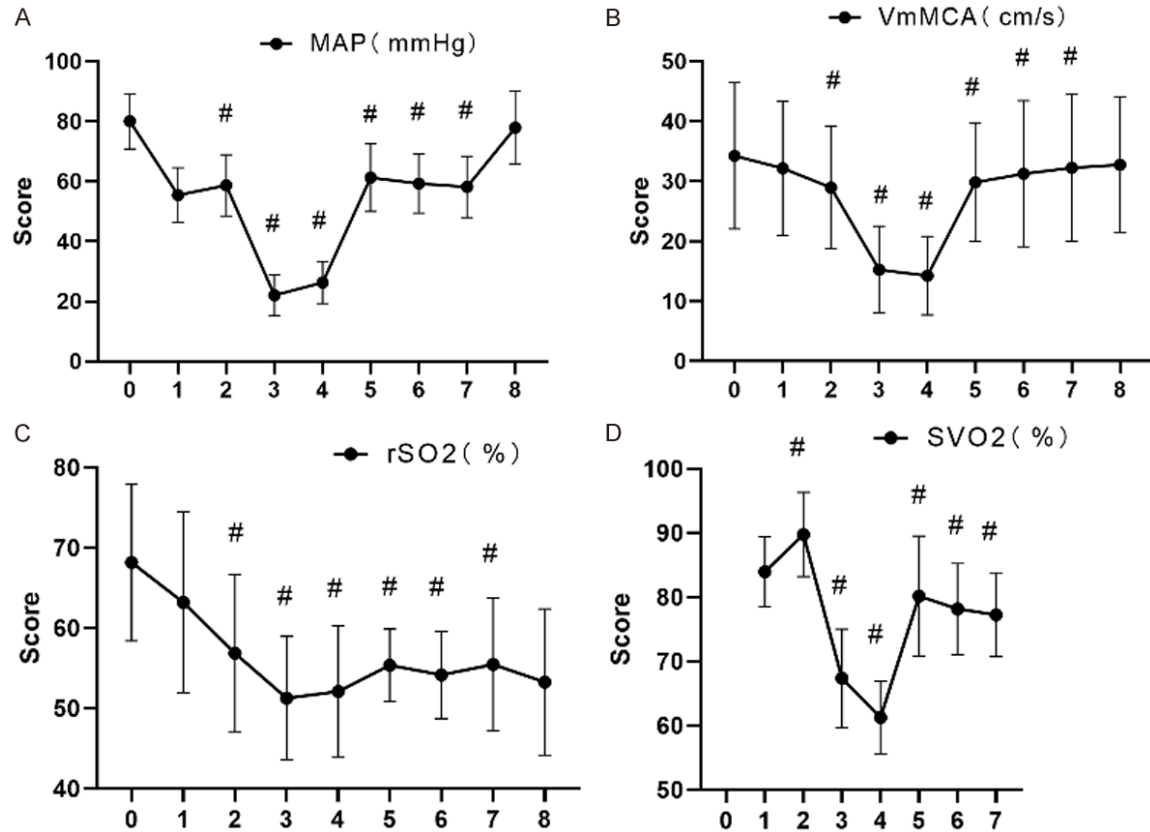 A
MAP( mmHg)
Score
100
80
60
40
20
0
# # # # # #
0 1 2 3 4 5 6 7 8
B
VmMCA( cm/s)
Score
50
40
30
20
10
0
# # # # # #
0 1 2 3 4 5 6 7 8
C
rSO2( %)
Score
80
70
60
50
40
# # # # # #
0 1 2 3 4 5 6 7 8
D
SVO2( %)
Score
100
90
80
70
60
50
# # # # # #
0 1 2 3 4 5 6 7